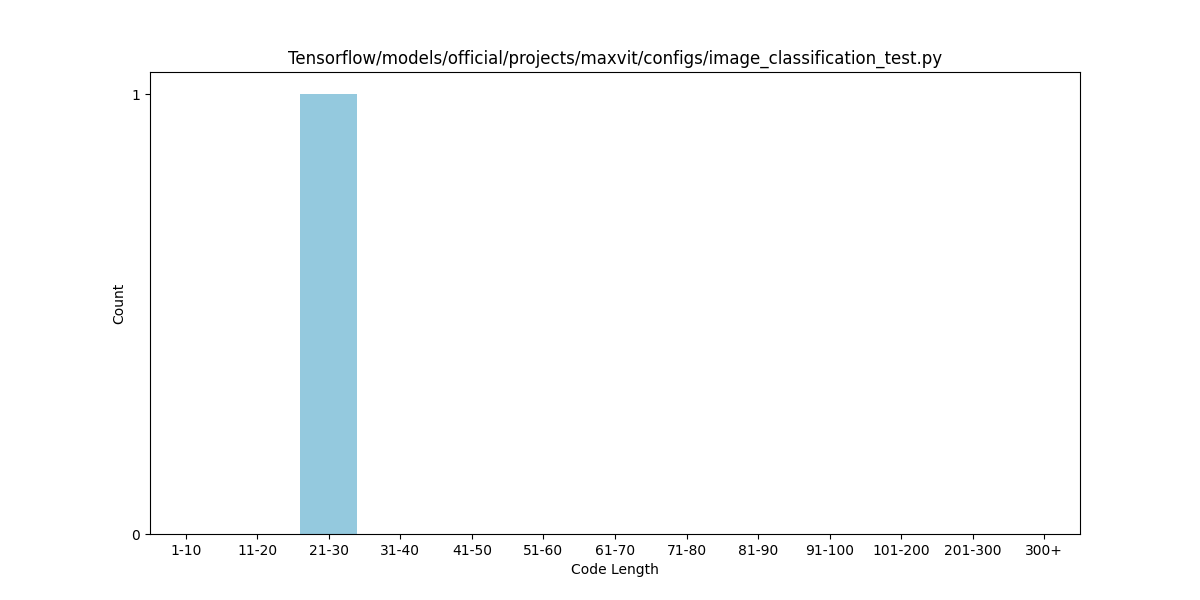 Tensorflow/models/official/projects/maxvit/configs/image_classification_test.py
1
Count
0
1-10 11-20 21-30 31-40 41-50 51-60 61-70 71-80 81-90 91-100 101-200 201-300 300+
Code Length